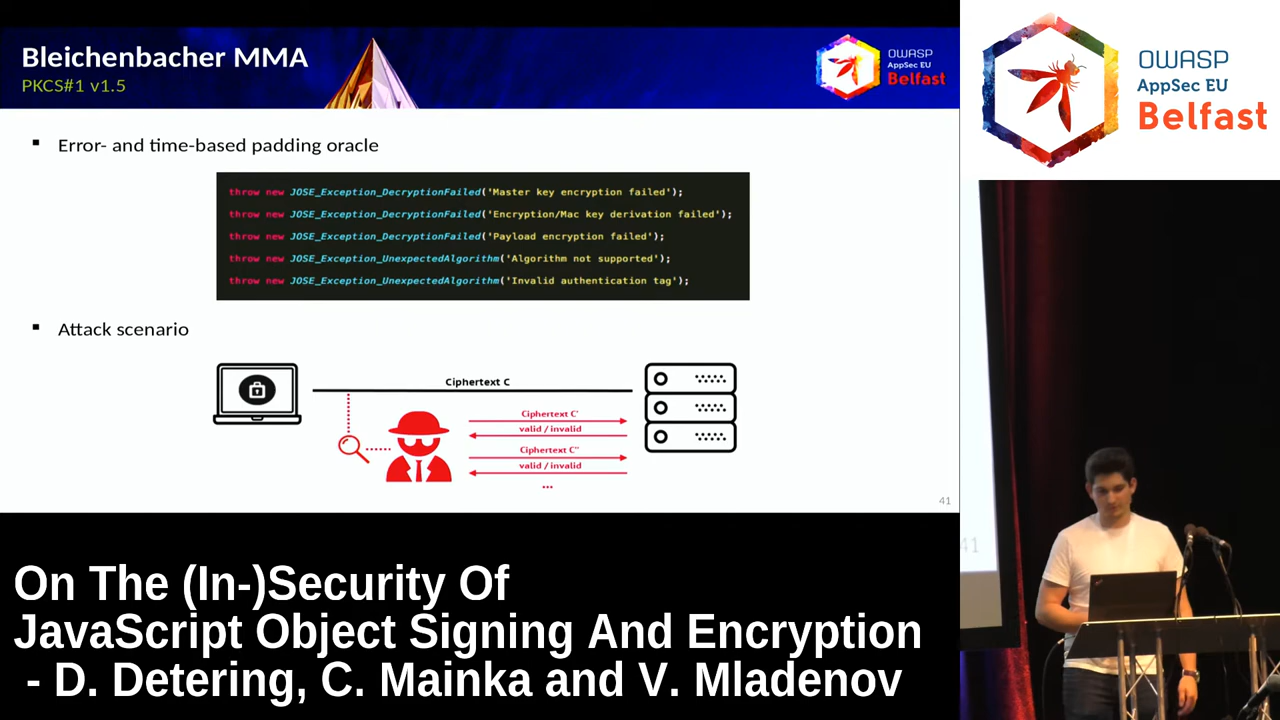 Bleichenbacher MMA
PKCS#1 v1.5
OWASP
AppSec EU
Belfast
▪ Error- and time-based padding oracle
throw new JOSE_Exception_DecryptionFailed('Master key encryption failed');
throw new JOSE_Exception_DecryptionFailed('Encryption/Mac key derivation failed');
throw new JOSE_Exception_DecryptionFailed('Payload encryption failed');
throw new JOSE_Exception_UnexpectedAlgorithm('Algorithm not supported');
throw new JOSE_Exception_UnexpectedAlgorithm('Invalid authentication tag');
▪ Attack scenario
Ciphertext C
Ciphertext C'
valid / invalid
Ciphertext C''
valid / invalid
...
41
OWASP
AppSec EU
Belfast
41
On The (In-)Security Of
JavaScript Object Signing And Encryption
- D. Detering, C. Mainka and V. Mladenov